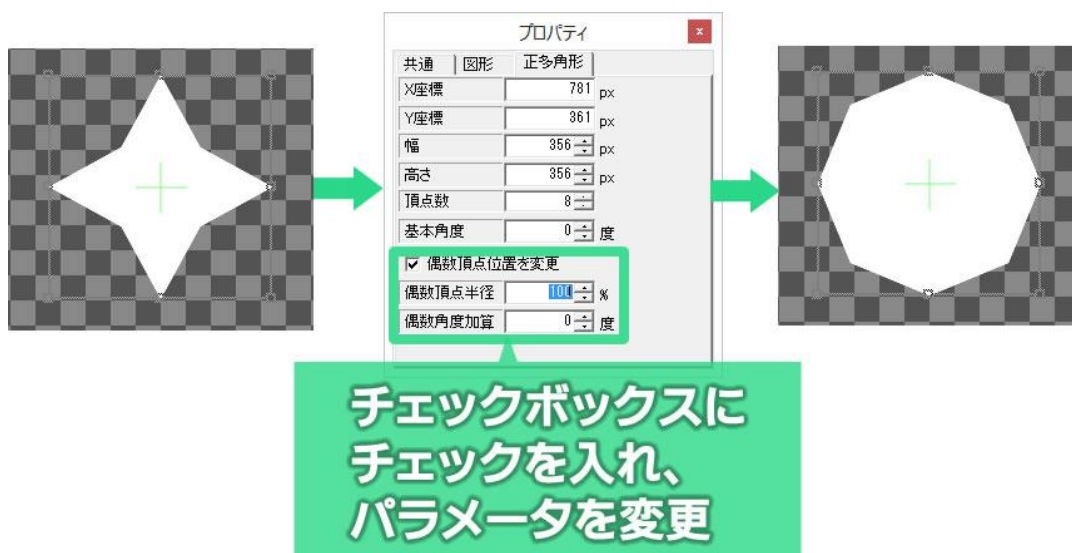 プロパティ
x
共通 図形 正多角形
X座標 781 px
Y座標 361 px
幅 356 px
高さ 356 px
頂点数 8
基本角度 0 度
偶数頂点位置を変更
偶数頂点半径 100 %
偶数角度加算 0 度
チェックボックスに
チェックを入れ、
パラメータを変更